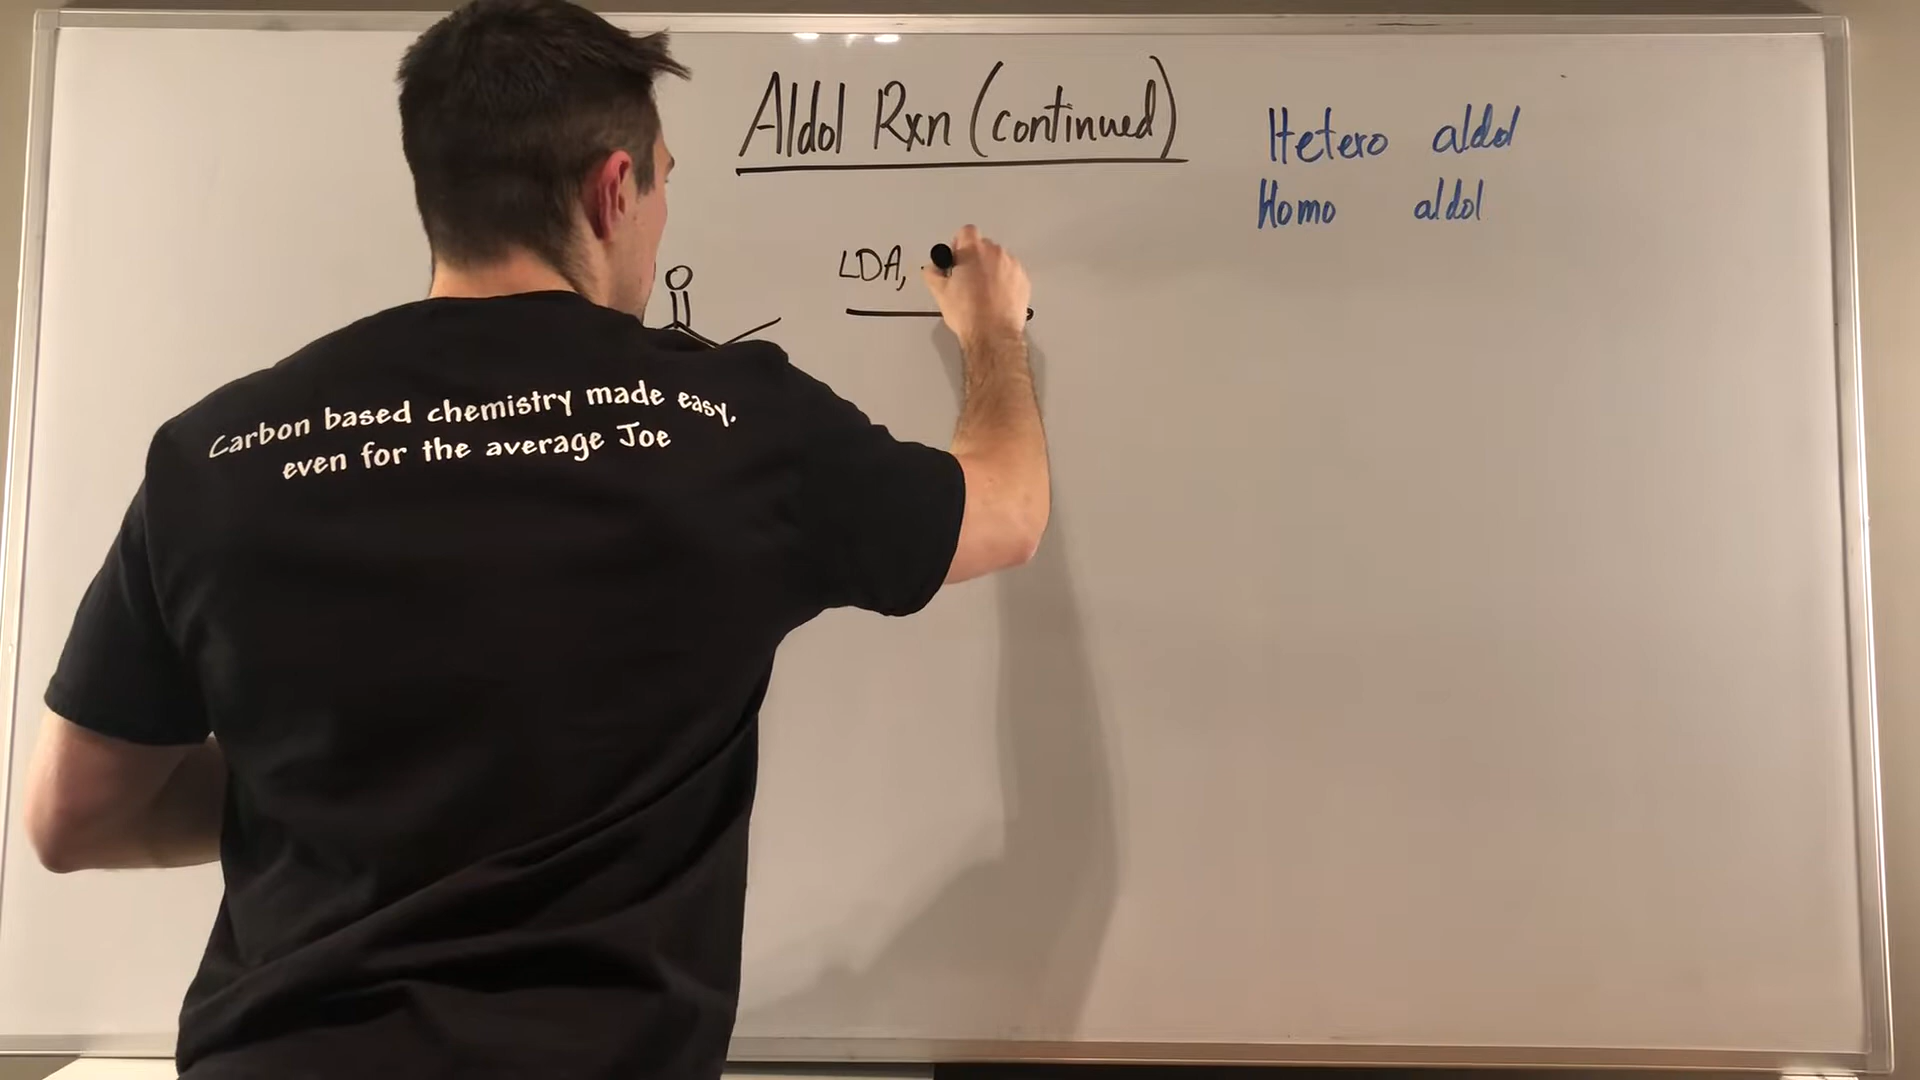 Aldol Rxn (continued)
Hetero aldol
Homo aldol
O
LDA,
Carbon based chemistry made easy,
even for the average Joe